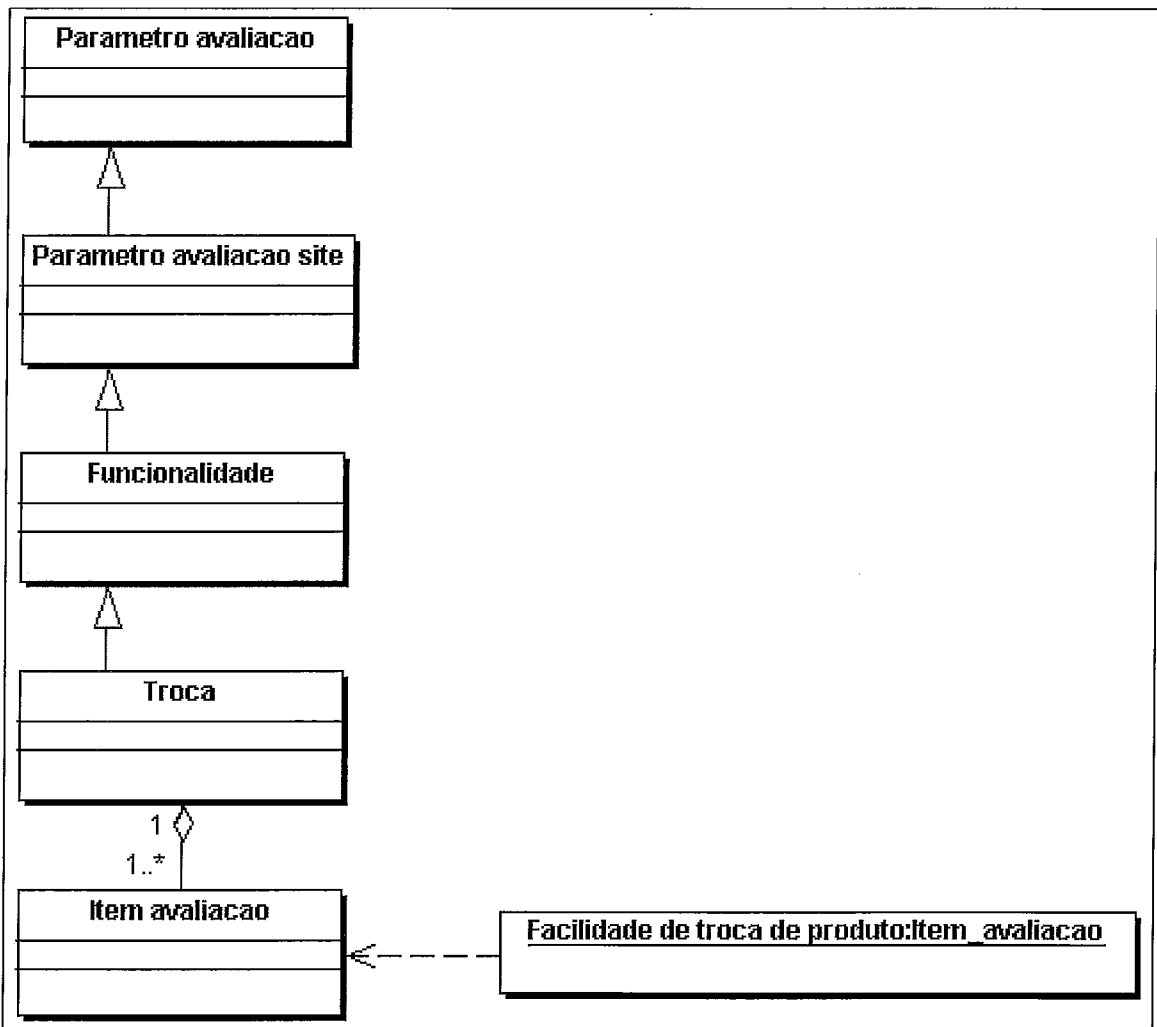 Parametro avaliacao
Parametro avaliacao site
Funcionalidade
Troca
1
1..*
Item avaliacao
Facilidade de troca de produto:Item_avaliacao